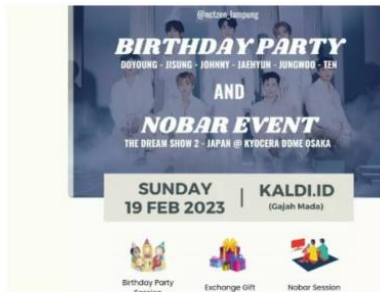 @nctzen_lampung
BIRTHDAY PARTY
DOYOUNG - JISUNG - JOHNNY - JAEHYUN - JUNGWOO - TEN
AND
NOBAR EVENT
THE DREAM SHOW 2 - JAPAN @ KYOCERA DOME OSAKA
SUNDAY
19 FEB 2023
|
KALDI.ID
(Gajah Mada)
Birthday Party
Session
Exchange Gift
Nobar Session